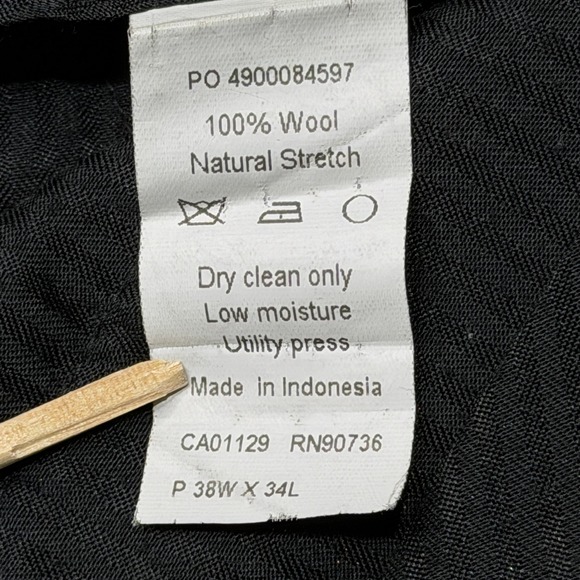 PO 4900084597
100% Wool
Natural Stretch
Dry clean only
Low moisture
Utility press
Made in Indonesia
CA01129 RN90736
P 38W X 34L